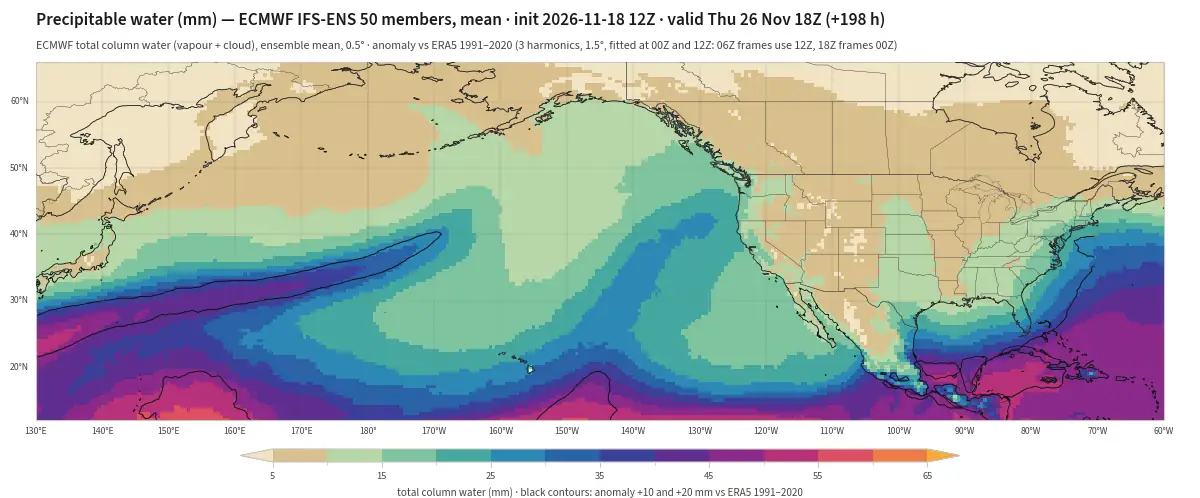 Precipitable water (mm) — ECMWF IFS-ENS 50 members, mean · init 2026-11-18 12Z · valid Thu 26 Nov 18Z (+198 h)
ECMWF total column water (vapour + cloud), ensemble mean, 0.5° · anomaly vs ERA5 1991–2020 (3 harmonics, 1.5°, fitted at 00Z and 12Z: 06Z frames use 12Z, 18Z frames 00Z)
60°N
50°N
40°N
30°N
20°N
130°E 140°E 150°E 160°E 170°E 180° 170°W 160°W 150°W 140°W 130°W 120°W 110°W 100°W 90°W 80°W 70°W 60°W
5 15 25 35 45 55 65
total column water (mm) · black contours: anomaly +10 and +20 mm vs ERA5 1991–2020